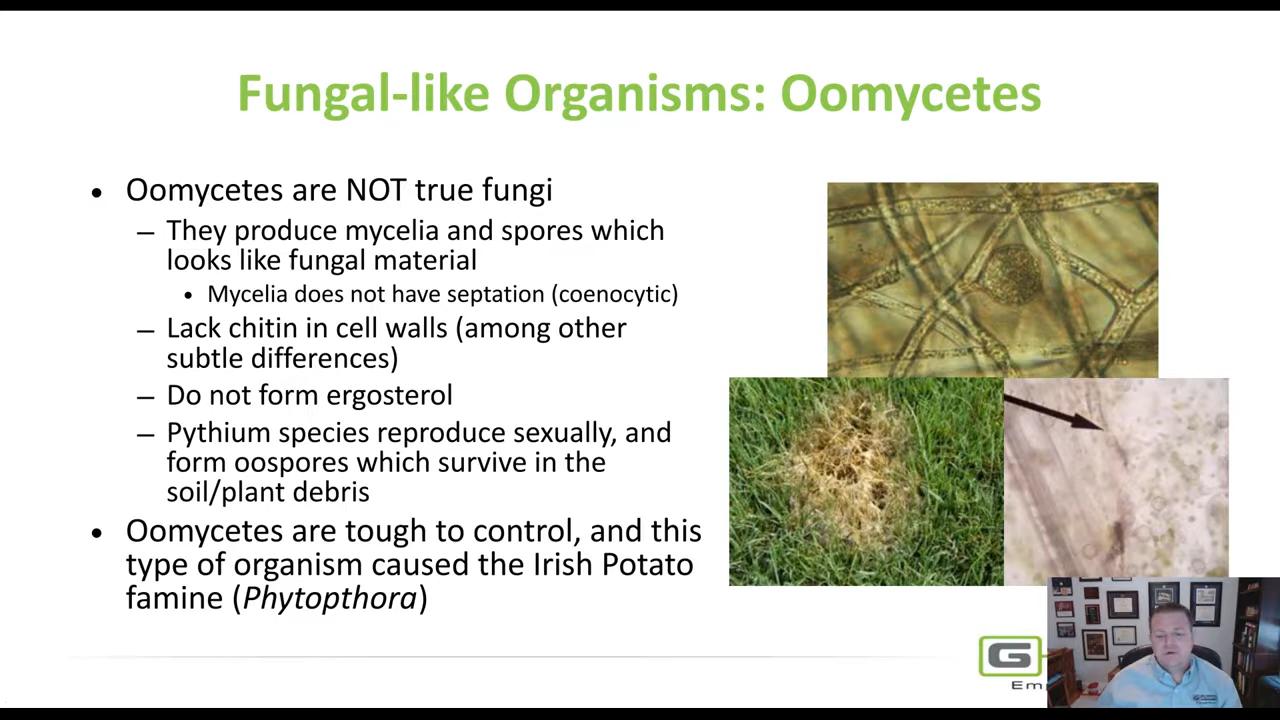 Fungal-like Organisms: Oomycetes
• Oomycetes are NOT true fungi
– They produce mycelia and spores which
looks like fungal material
• Mycelia does not have septation (coenocytic)
– Lack chitin in cell walls (among other
subtle differences)
– Do not form ergosterol
– Pythium species reproduce sexually, and
form oospores which survive in the
soil/plant debris
• Oomycetes are tough to control, and this
type of organism caused the Irish Potato
famine (Phytopthora)
G
Em